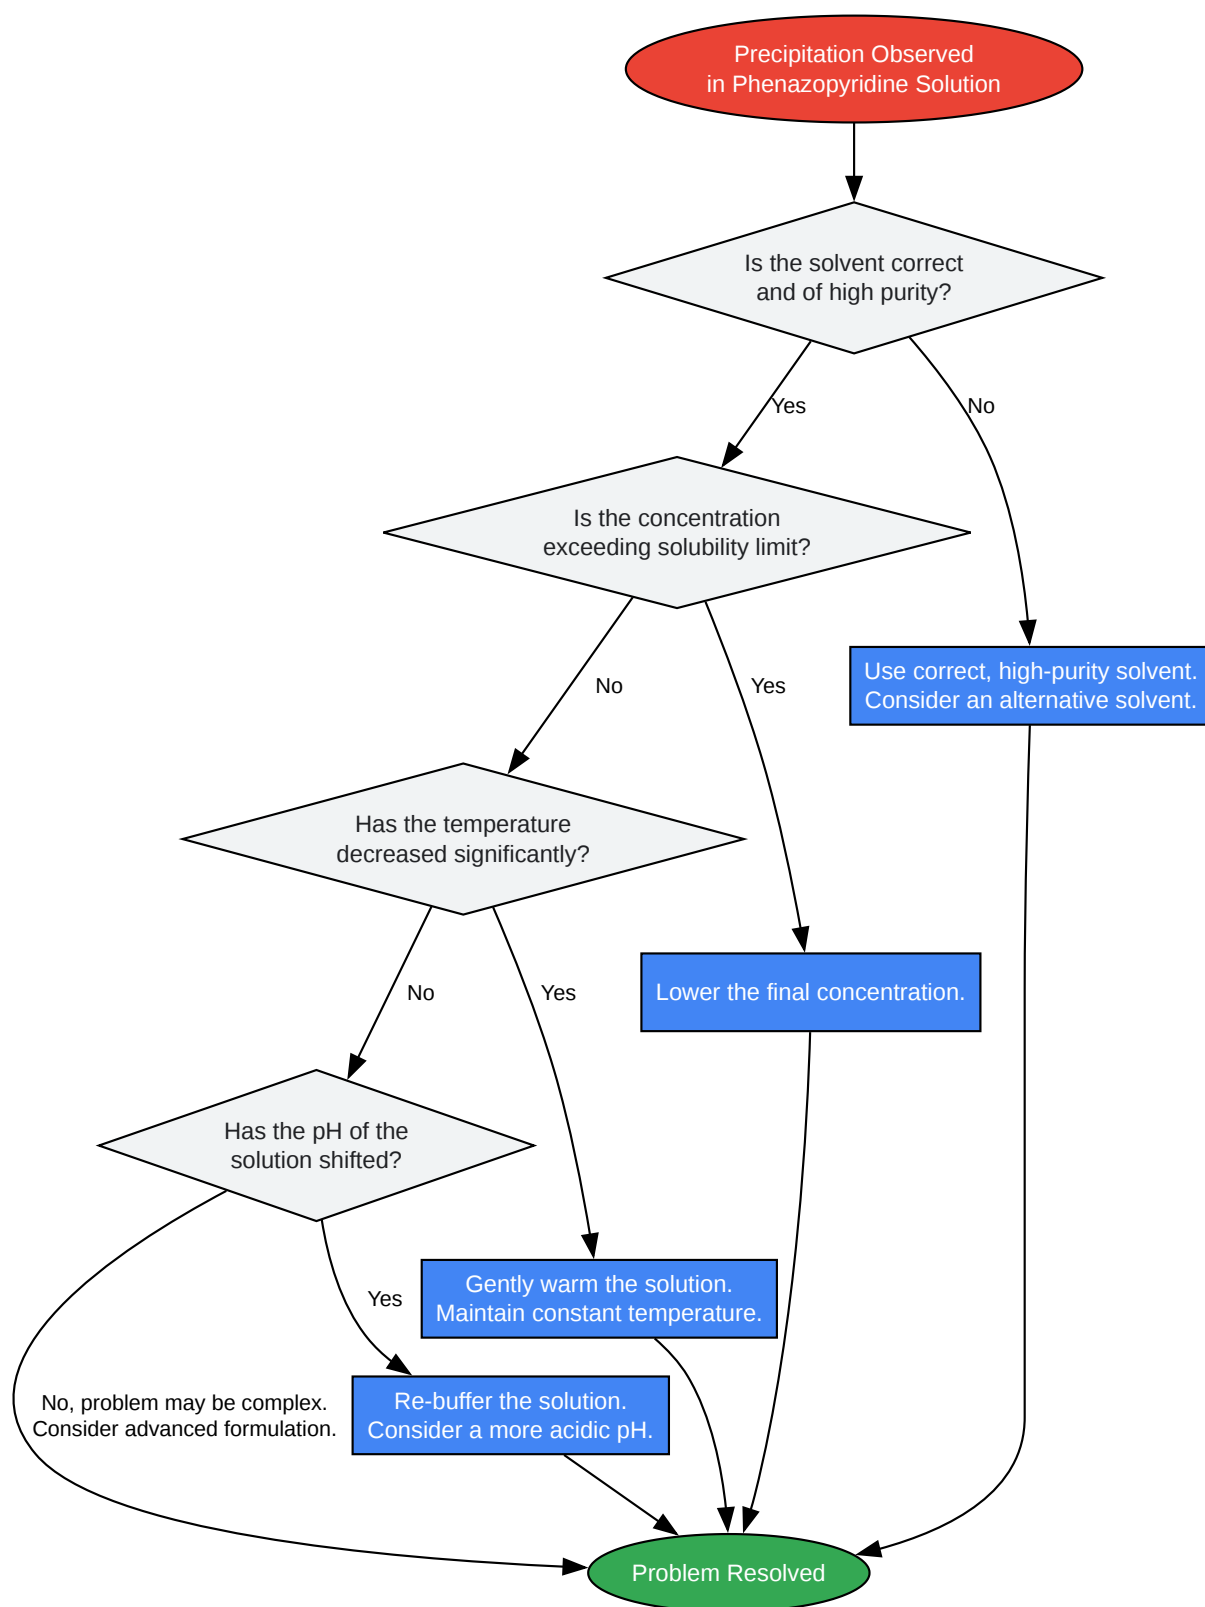 Precipitation Observed
in Phenazopyridine Solution
Is the solvent correct
and of high purity?
Yes
No
Is the concentration
exceeding solubility limit?
No
Yes
Use correct, high-purity solvent.
Consider an alternative solvent.
Has the temperature
decreased significantly?
No
Yes
Lower the final concentration.
Has the pH of the
solution shifted?
Yes
Gently warm the solution.
Maintain constant temperature.
No, problem may be complex.
Consider advanced formulation.
Re-buffer the solution.
Consider a more acidic pH.
Problem Resolved